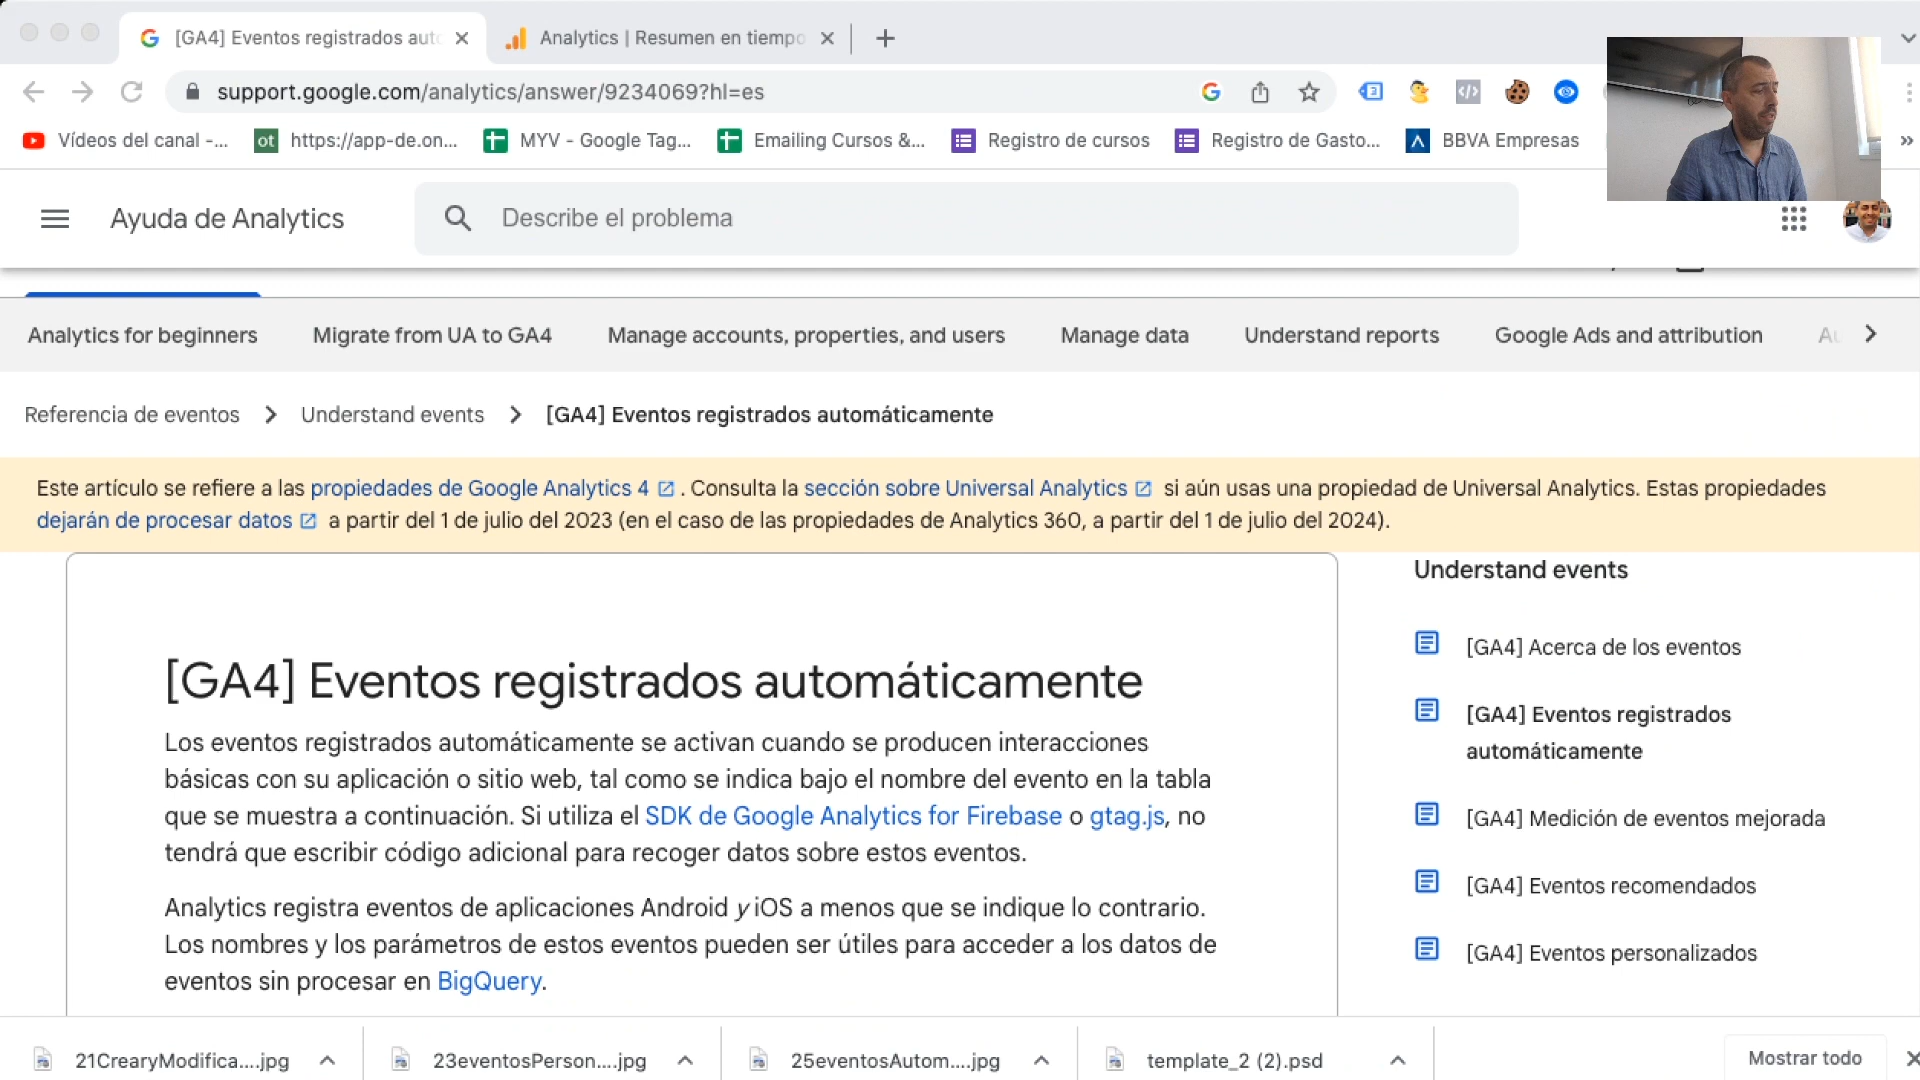 [GA4] Eventos registrados aut
Analytics | Resumen en tiempo
support.google.com/analytics/answer/9234069?hl=es
Vídeos del canal -...
ot
https://app-de.on...
MYV - Google Tag...
Emailing Cursos &...
Registro de cursos
Registro de Gasto...
BBVA Empresas
Ayuda de Analytics
Describe el problema
Analytics for beginners
Migrate from UA to GA4
Manage accounts, properties, and users
Manage data
Understand reports
Google Ads and attribution
Referencia de eventos
Understand events
[GA4] Eventos registrados automáticamente
Este artículo se refiere a las propiedades de Google Analytics 4 . Consulta la sección sobre Universal Analytics si aún usas una propiedad de Universal Analytics. Estas propiedades
dejarán de procesar datos a partir del 1 de julio del 2023 (en el caso de las propiedades de Analytics 360, a partir del 1 de julio del 2024).
[GA4] Eventos registrados automáticamente
Los eventos registrados automáticamente se activan cuando se producen interacciones
básicas con su aplicación o sitio web, tal como se indica bajo el nombre del evento en la tabla
que se muestra a continuación. Si utiliza el SDK de Google Analytics for Firebase o gtag.js, no
tendrá que escribir código adicional para recoger datos sobre estos eventos.
Analytics registra eventos de aplicaciones Android y iOS a menos que se indique lo contrario.
Los nombres y los parámetros de estos eventos pueden ser útiles para acceder a los datos de
eventos sin procesar en BigQuery.
Understand events
[GA4] Acerca de los eventos
[GA4] Eventos registrados
automáticamente
[GA4] Medición de eventos mejorada
[GA4] Eventos recomendados
[GA4] Eventos personalizados
21CrearyModifica....jpg
23eventosPerson....jpg
25eventosAutom....jpg
template_2 (2).psd
Mostrar todo